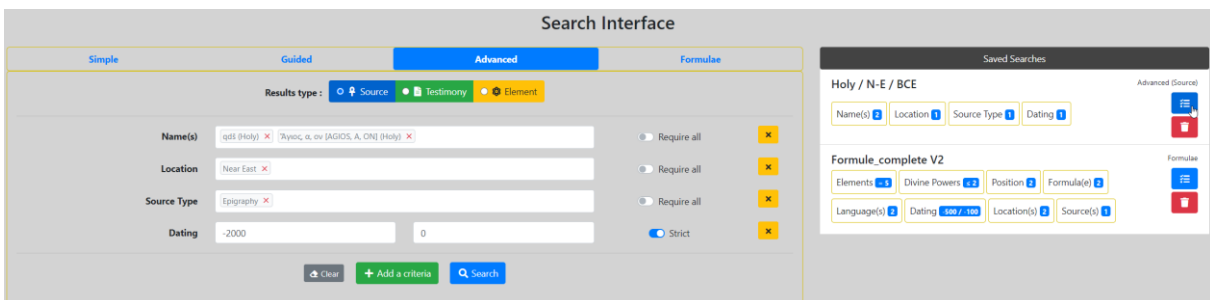 Search Interface
Simple Guided Advanced Formulae
Results type : Source Testimony Element
Name(s) qdš (Holy) × Ἅγιος, α, ον [AGIOS, A, ON] (Holy) × Require all ×
Location Near East × Require all ×
Source Type Epigraphy × Require all ×
Dating -2000 0 Strict ×
Clear + Add a criteria Search
Saved Searches
Holy / N-E / BCE Advanced (Source)
Name(s) 2 Location 1 Source Type 1 Dating 1
Formule_complete V2 Formulae
Elements = 5 Divine Powers ≤ 2 Position 2 Formula(e) 2
Language(s) 2 Dating -500 / -100 Location(s) 2 Source(s) 1